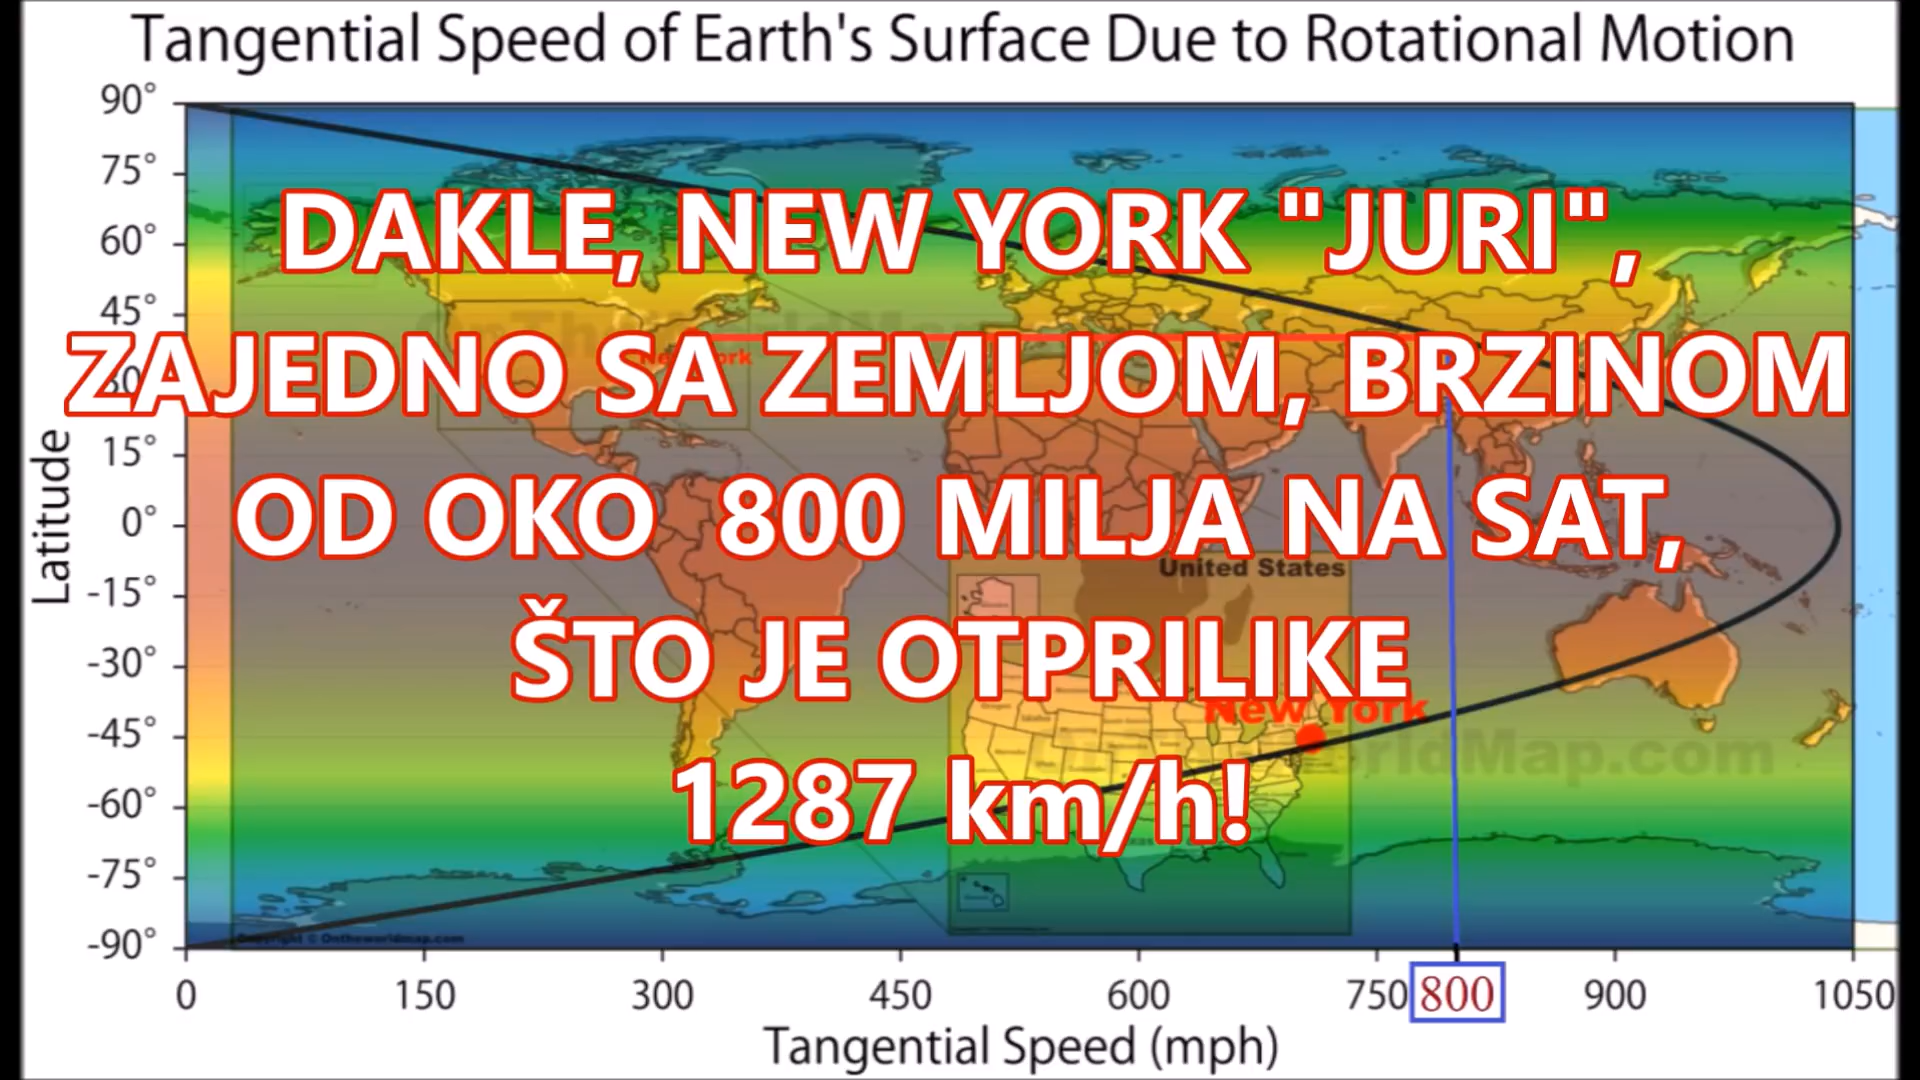 Tangential Speed of Earth's Surface Due to Rotational Motion
90°
75°
60°
45°
15°
0°
-15°
-30°
-45°
-60°
-75°
-90°
Latitude
DAKLE, NEW YORK "JURI",
ZAJEDNO SA ZEMLJOM, BRZINOM
OD OKO 800 MILJA NA SAT,
ŠTO JE OTPRILIKE
1287 km/h!
United States
New York
Copyright © Ontheworldmap.com
0 150 300 450 600 750 800 900 1050
Tangential Speed (mph)